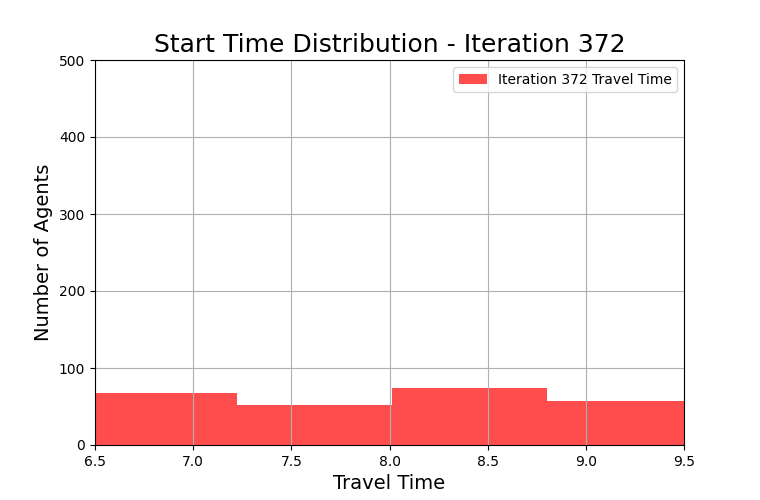 Start Time Distribution - Iteration 372
Iteration 372 Travel Time
500
400
300
200
100
0
Number of Agents
6.5 7.0 7.5 8.0 8.5 9.0 9.5
Travel Time